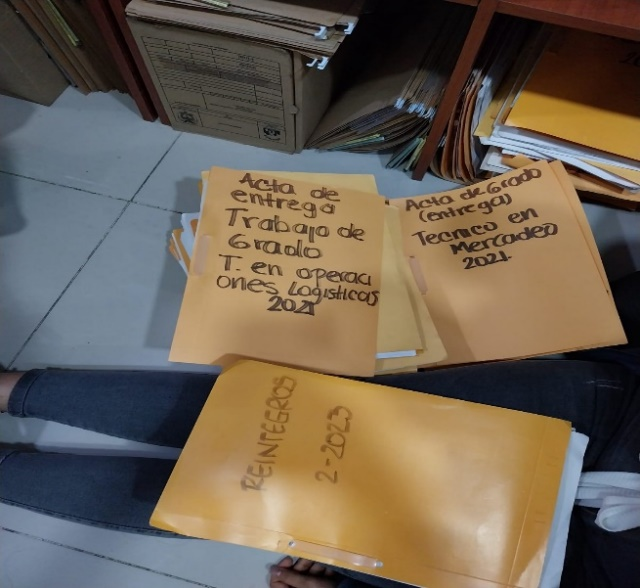 Acta de
entrega
Trabajo de
Grado
T. en operaci
ones Logisticas
2021
Acta de Grado
(entrega)
Tecnico en
Mercadeo
2021.
REINTEGROS
2-2023